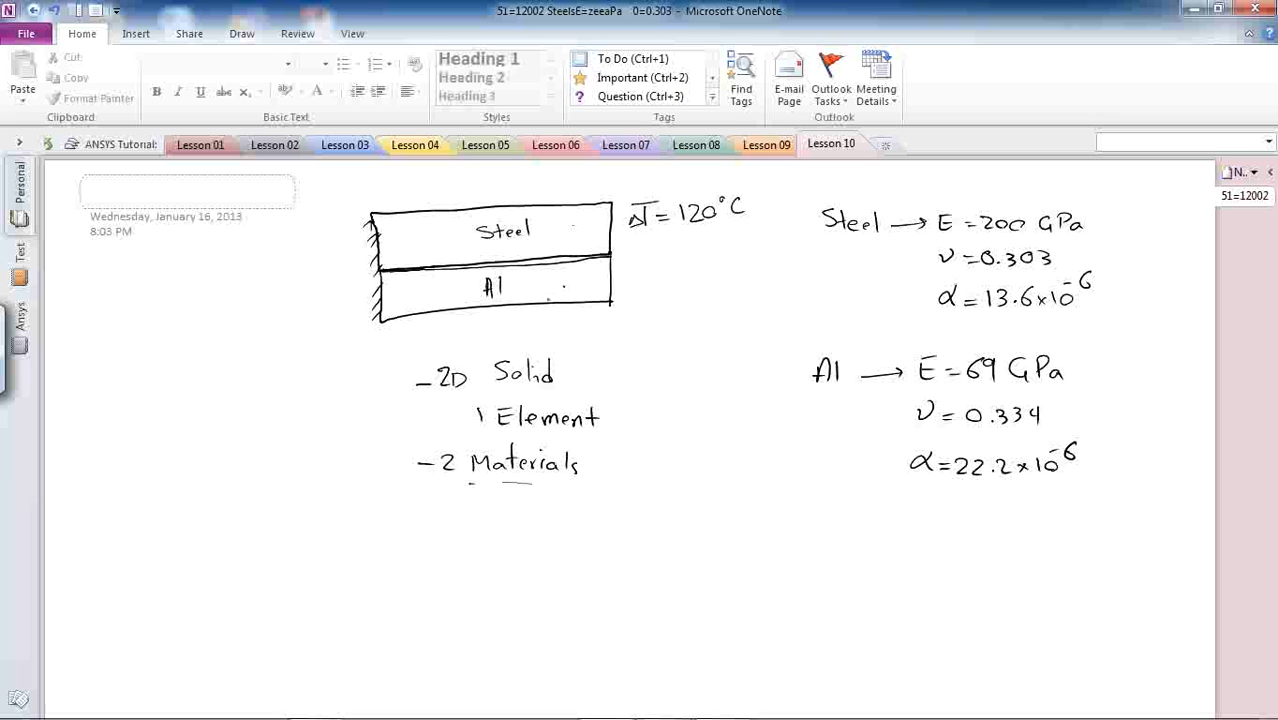 51=12002 SteelsE=zeeaPa 0=0.303 - Microsoft OneNote
File Home Insert Share Draw Review View
Paste
Cut
Copy
Format Painter
Clipboard
B I U abc X A
Basic Text
Heading 1
Heading 2
Heading 3
Styles
To Do (Ctrl+1)
Important (Ctrl+2)
Question (Ctrl+3)
Tags
Find Tags
E-mail Page
Outlook Tasks
Meeting Details
Outlook
ANSYS Tutorial: Lesson 01 Lesson 02 Lesson 03 Lesson 04 Lesson 05 Lesson 06 Lesson 07 Lesson 08 Lesson 09 Lesson 10
N..
51=12002
Personal
Test
Ansys
Wednesday, January 16, 2013
8:03 PM
Steel
Al
ΔT = 120°C
- 2D Solid
1 Element
- 2 Materials
Steel → E = 200 GPa
ν = 0.303
α = 13.6×10⁻⁶
Al → E = 69 GPa
ν = 0.334
α = 22.2×10⁻⁶